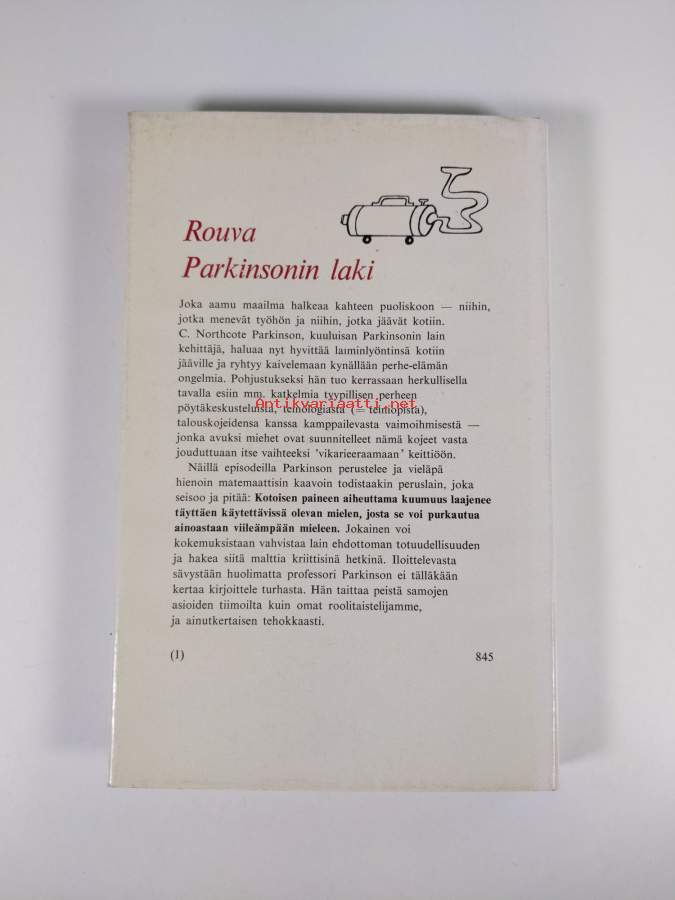 Rouva
Parkinsonin laki
Joka aamu maailma halkeaa kahteen puoliskoon — niihin,
jotka menevät työhön ja niihin, jotka jäävät kotiin.
C. Northcote Parkinson, kuuluisan Parkinsonin lain
kehittäjä, haluaa nyt hyvittää laiminlyöntinsä kotiin
jääville ja ryhtyy kaivelemaan kynällään perhe-elämän
ongelmia. Pohjustukseksi hän tuo kerrassaan herkullisella
tavalla esiin mm. katkelmia tyypillisen perheen
Antikvariaatti.net
pöytäkeskusteluista, teinologiasta (= teiniopista),
talouskojeidensa kanssa kamppailevasta vaimoihmisestä —
jonka avuksi miehet ovat suunnitelleet nämä kojeet vasta
jouduttuaan itse vaihteeksi 'vikarieeraamaan' keittiöön.
Näillä episodeilla Parkinson perustelee ja vieläpä
hienoin matemaattisin kaavoin todistaakin peruslain, joka
seisoo ja pitää: Kotoisen paineen aiheuttama kuumuus laajenee
täyttäen käytettävissä olevan mielen, josta se voi purkautua
ainoastaan viileämpään mieleen. Jokainen voi
kokemuksistaan vahvistaa lain ehdottoman totuudellisuuden
ja hakea siitä malttia kriittisinä hetkinä. Iloittelevasta
sävystään huolimatta professori Parkinson ei tälläkään
kertaa kirjoittele turhasta. Hän taittaa peistä samojen
asioiden tiimoilta kuin omat roolitaistelijamme,
ja ainutkertaisen tehokkaasti.
(1)
845